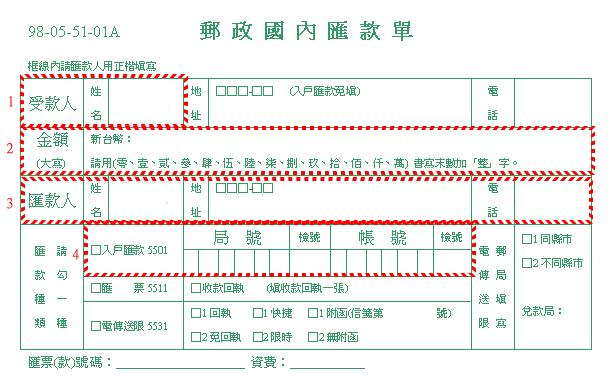 98-05-51-01A
郵政國內匯款單
框線內請匯款人用正楷填寫
1
受款人 姓名 地址 □□□-□□ (入戶匯款免填) 電話
2
金額 (大寫) 新台幣：
請用(零、壹、貳、參、肆、伍、陸、柒、捌、玖、拾、佰、仟、萬) 書寫末數加「整」字。
3
匯款人 姓名 地址 □□□-□□ 電話
請勾一種匯款種類
4
□入戶匯款 5501 局號 檢號 帳號 檢號
□匯票 5511 □收款回執 (填收款回執一張)
□電傳送限 5531 □1 回執 □1 快捷 □1 附函(信箋第 號)
□2 免回執 □2 限時 □2 無附函
郵局填寫 電傳送限
□1 同縣市
□2 不同縣市
兌款局：
匯票(款)號碼： 資費：